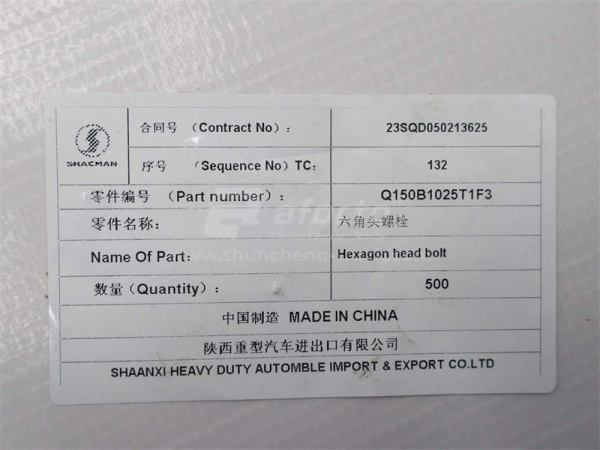 SHACMAN
合同号 （Contract No）： 23SQD050213625
序号 （Sequence No）TC: 132
零件编号 （Part number）： Q150B1025T1F3
零件名称： 六角头螺栓
Name Of Part: Hexagon head bolt
数量（Quantity）： 500
中国制造 MADE IN CHINA
陕西重型汽车进出口有限公司
SHAANXI HEAVY DUTY AUTOMBLE IMPORT & EXPORT CO.LTD